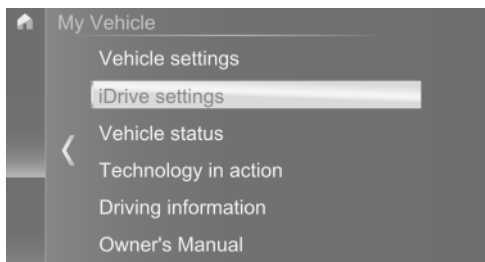 My Vehicle
Vehicle settings
iDrive settings
Vehicle status
Technology in action
Driving information
Owner's Manual